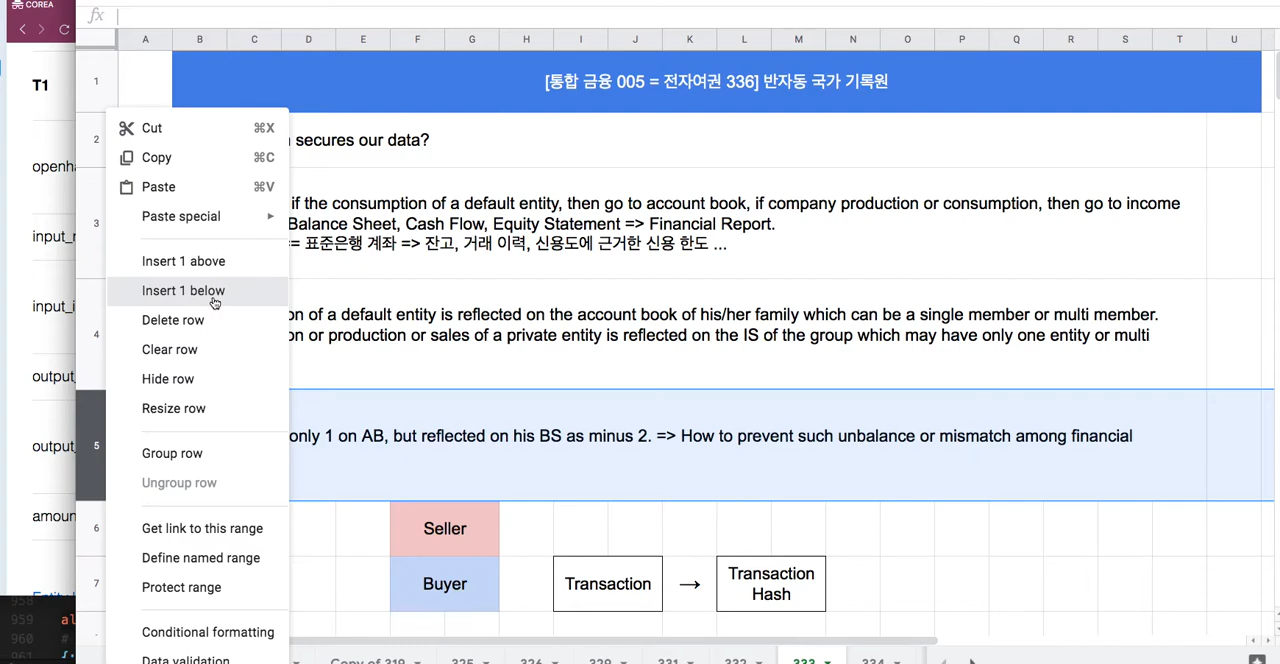 COREA
fx
A B C D E F G H I J K L M N O P Q R S T U
T1
1
[통합 금융 005 = 전자여권 336] 반자동 국가 기록원
Cut ⌘X
2
secures our data?
Copy ⌘C
openha
Paste ⌘V
Paste special
if the consumption of a default entity, then go to account book, if company production or consumption, then go to income
3
Balance Sheet, Cash Flow, Equity Statement => Financial Report.
input_
== 표준은행 계좌 => 잔고, 거래 이력, 신용도에 근거한 신용 한도 ...
Insert 1 above
Insert 1 below
input_i
on of a default entity is reflected on the account book of his/her family which can be a single member or multi member.
Delete row
4
on or production or sales of a private entity is reflected on the IS of the group which may have only one entity or multi
Clear row
output_
Hide row
Resize row
5
only 1 on AB, but reflected on his BS as minus 2. => How to prevent such unbalance or mismatch among financial
output_
Group row
Ungroup row
amoun
6
Seller
Get link to this range
Define named range
7
Buyer
Transaction
→
Transaction
Hash
Protect range
958
959 al
960 #
961 {:
Conditional formatting
Data validation
Copy of 319 325 326 329 331 332 333 334